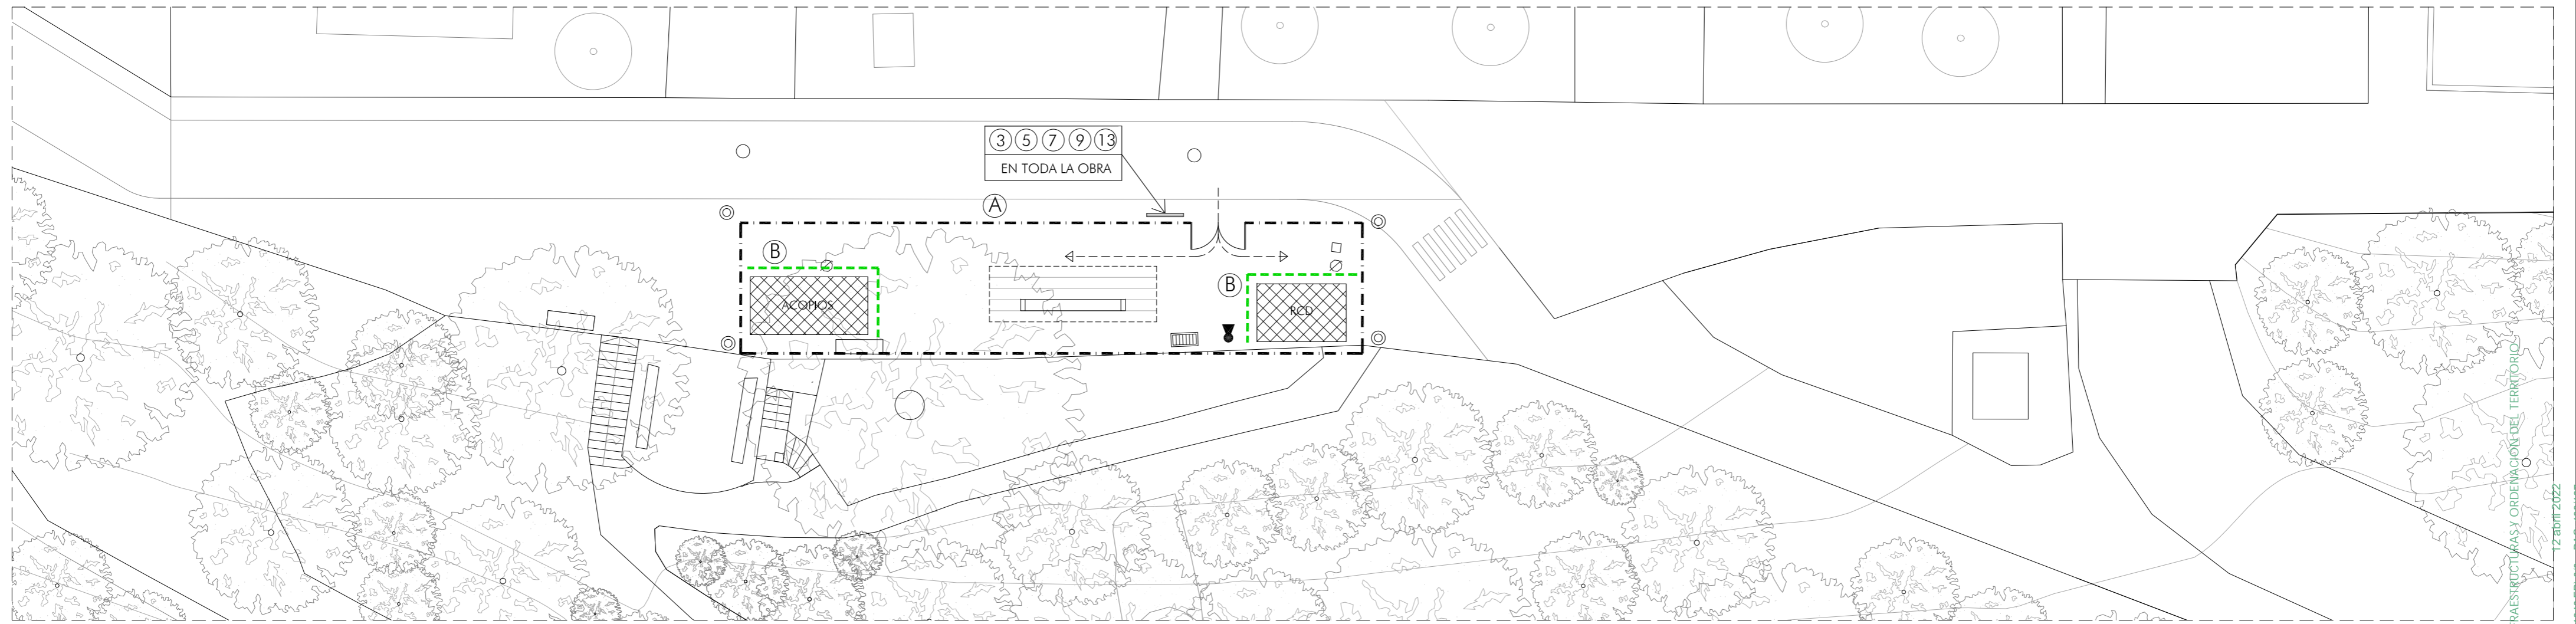 3 5 7 9 13
EN TODA LA OBRA
A
B
ACOPIOS
B
RCD
RAESTRUCTURAS Y ORDENACIÓN DEL TERRITORIO
12 abril 2022